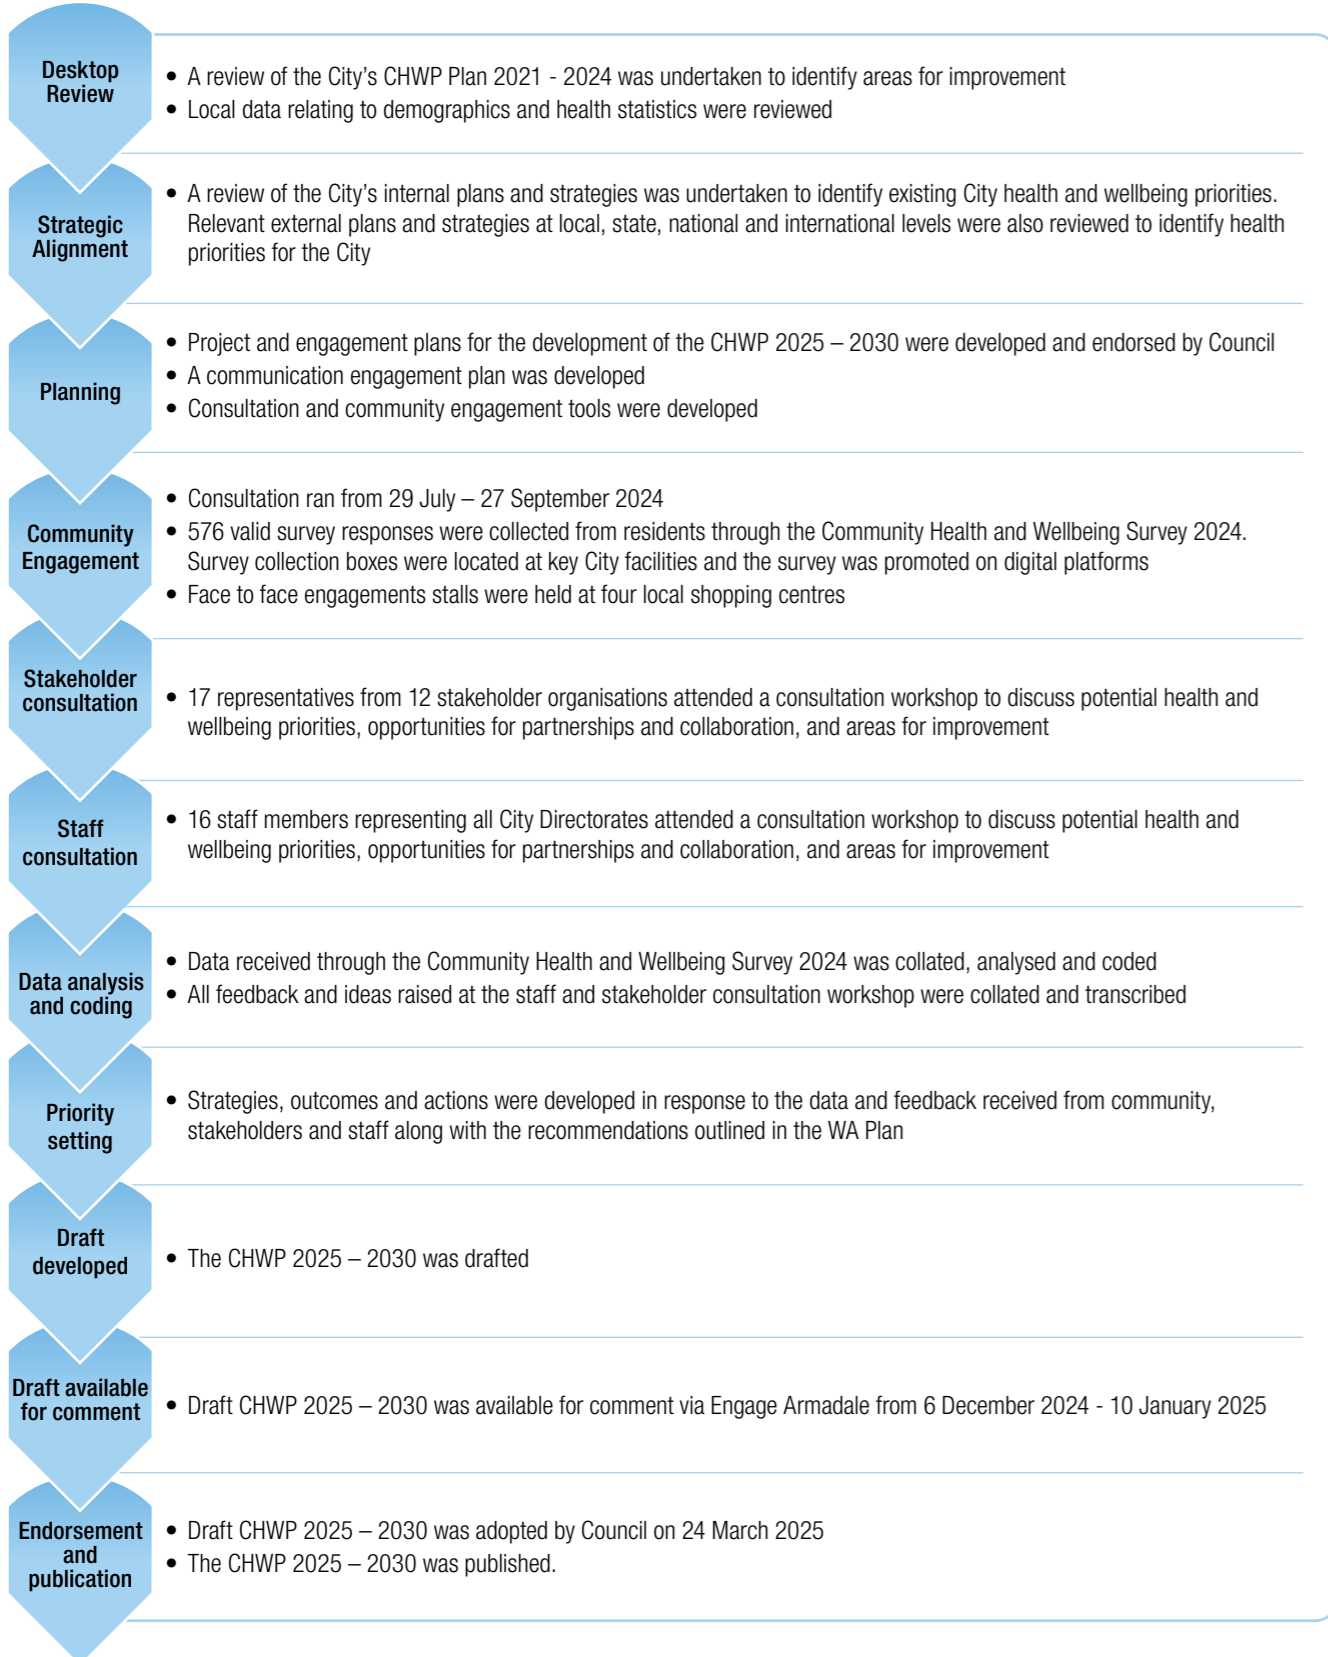 Desktop
Review
• A review of the City's CHWP Plan 2021 - 2024 was undertaken to identify areas for improvement
• Local data relating to demographics and health statistics were reviewed
Strategic
Alignment
• A review of the City's internal plans and strategies was undertaken to identify existing City health and wellbeing priorities.
Relevant external plans and strategies at local, state, national and international levels were also reviewed to identify health
priorities for the City
Planning
• Project and engagement plans for the development of the CHWP 2025 – 2030 were developed and endorsed by Council
• A communication engagement plan was developed
• Consultation and community engagement tools were developed
Community
Engagement
• Consultation ran from 29 July – 27 September 2024
• 576 valid survey responses were collected from residents through the Community Health and Wellbeing Survey 2024.
Survey collection boxes were located at key City facilities and the survey was promoted on digital platforms
• Face to face engagements stalls were held at four local shopping centres
Stakeholder
consultation
• 17 representatives from 12 stakeholder organisations attended a consultation workshop to discuss potential health and
wellbeing priorities, opportunities for partnerships and collaboration, and areas for improvement
Staff
consultation
• 16 staff members representing all City Directorates attended a consultation workshop to discuss potential health and
wellbeing priorities, opportunities for partnerships and collaboration, and areas for improvement
Data analysis
and coding
• Data received through the Community Health and Wellbeing Survey 2024 was collated, analysed and coded
• All feedback and ideas raised at the staff and stakeholder consultation workshop were collated and transcribed
Priority
setting
• Strategies, outcomes and actions were developed in response to the data and feedback received from community,
stakeholders and staff along with the recommendations outlined in the WA Plan
Draft
developed
• The CHWP 2025 – 2030 was drafted
Draft available
for comment
• Draft CHWP 2025 – 2030 was available for comment via Engage Armadale from 6 December 2024 - 10 January 2025
Endorsement
and
publication
• Draft CHWP 2025 – 2030 was adopted by Council on 24 March 2025
• The CHWP 2025 – 2030 was published.